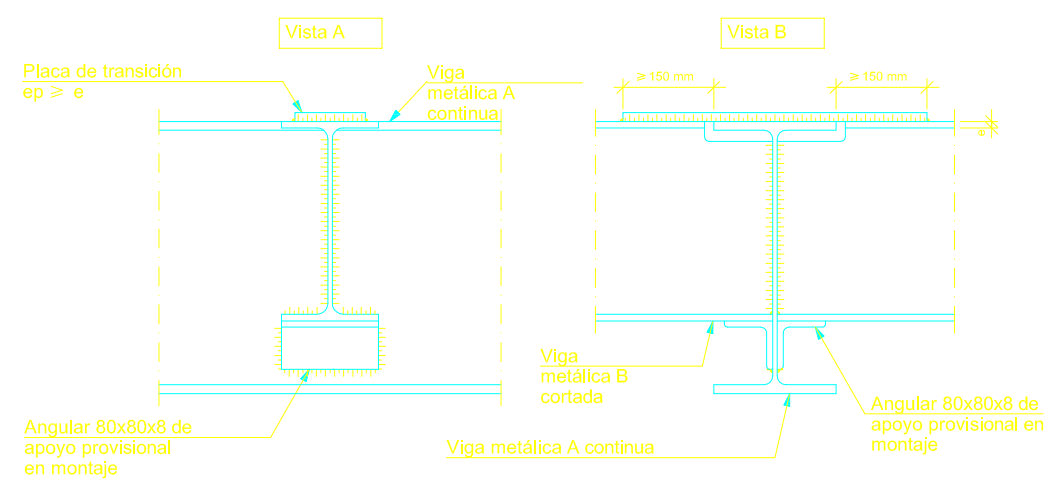 Vista A
Vista B
Placa de transición
ep ⩾ e
Viga
metálica A
continua
⩾ 150 mm
⩾ 150 mm
e
Viga
metálica B
cortada
Angular 80x80x8 de
apoyo provisional
en montaje
Viga metálica A continua
Angular 80x80x8 de
apoyo provisional en
montaje